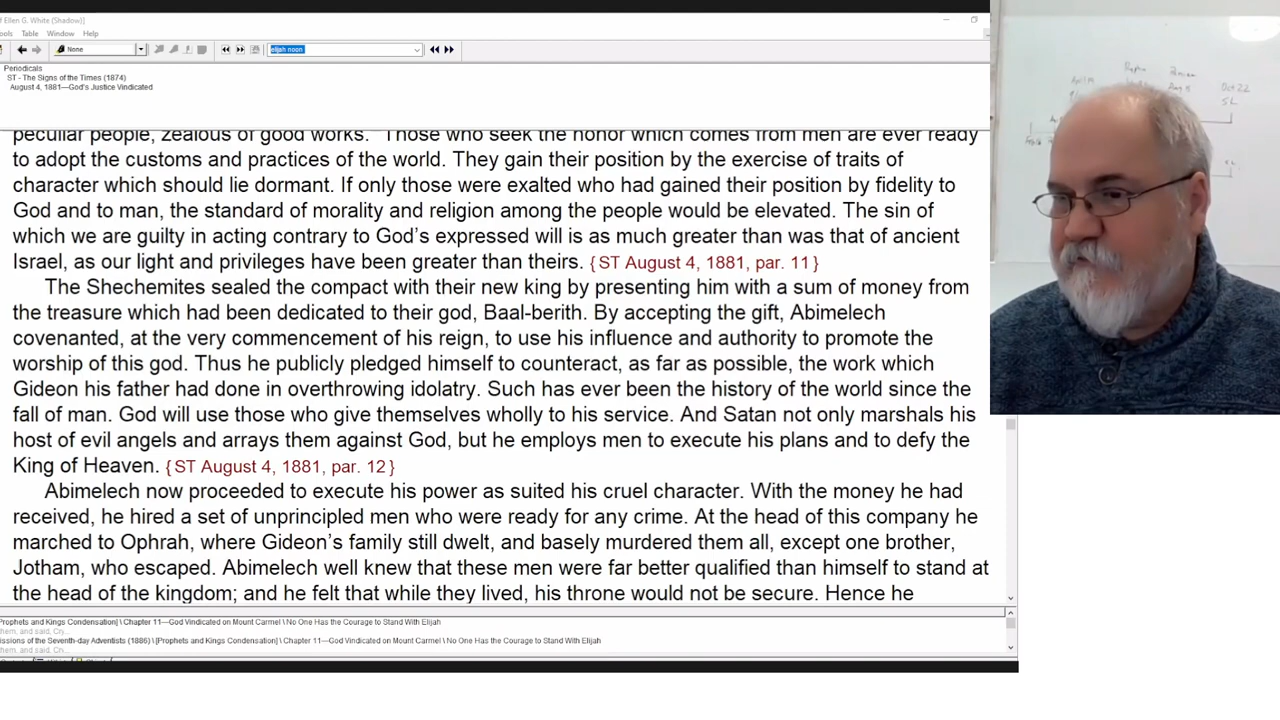 f Ellen G. White (Shadow)]
ools Table Window Help
None
elijah noon
Periodicals
ST - The Signs of the Times (1874)
August 4, 1881—God's Justice Vindicated
peculiar people, zealous of good works." Those who seek the honor which comes from men are ever ready
to adopt the customs and practices of the world. They gain their position by the exercise of traits of
character which should lie dormant. If only those were exalted who had gained their position by fidelity to
God and to man, the standard of morality and religion among the people would be elevated. The sin of
which we are guilty in acting contrary to God's expressed will is as much greater than was that of ancient
Israel, as our light and privileges have been greater than theirs. {ST August 4, 1881, par. 11}
The Shechemites sealed the compact with their new king by presenting him with a sum of money from
the treasure which had been dedicated to their god, Baal-berith. By accepting the gift, Abimelech
covenanted, at the very commencement of his reign, to use his influence and authority to promote the
worship of this god. Thus he publicly pledged himself to counteract, as far as possible, the work which
Gideon his father had done in overthrowing idolatry. Such has ever been the history of the world since the
fall of man. God will use those who give themselves wholly to his service. And Satan not only marshals his
host of evil angels and arrays them against God, but he employs men to execute his plans and to defy the
King of Heaven. {ST August 4, 1881, par. 12}
Abimelech now proceeded to execute his power as suited his cruel character. With the money he had
received, he hired a set of unprincipled men who were ready for any crime. At the head of this company he
marched to Ophrah, where Gideon's family still dwelt, and basely murdered them all, except one brother,
Jotham, who escaped. Abimelech well knew that these men were far better qualified than himself to stand at
the head of the kingdom; and he felt that while they lived, his throne would not be secure. Hence he
Prophets and Kings Condensation] \ Chapter 11—God Vindicated on Mount Carmel \ No One Has the Courage to Stand With Elijah
hem, and said, Cry...
issions of the Seventh-day Adventists (1886) \ [Prophets and Kings Condensation] \ Chapter 11—God Vindicated on Mount Carmel \ No One Has the Courage to Stand With Elijah
hem, and said, Cry...
Oct 22